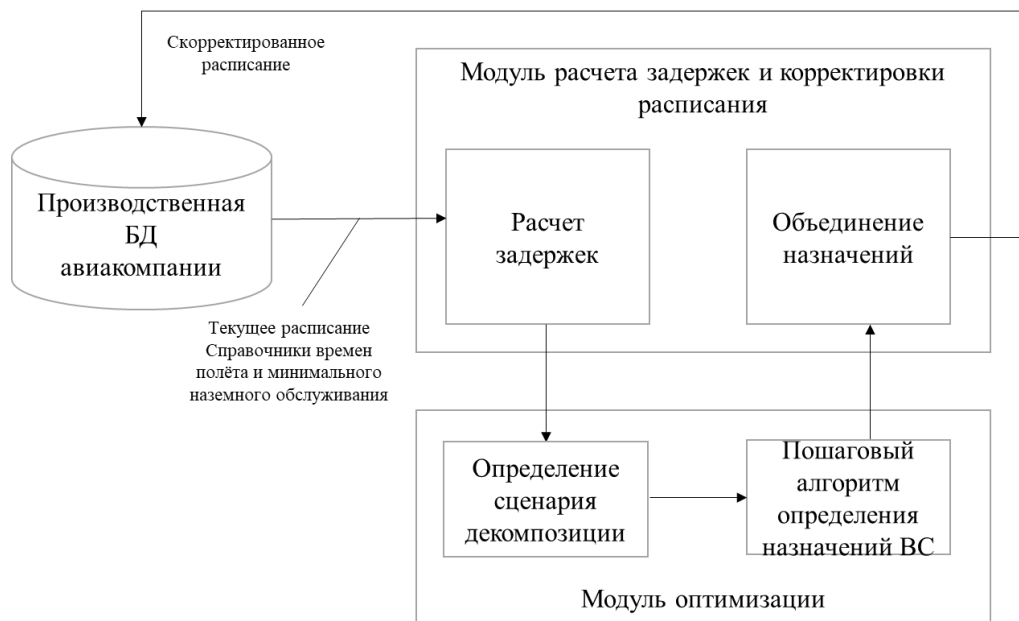 Скорректированное
расписание
Модуль расчета задержек и корректировки
расписания
Производственная
БД
авиакомпании
Расчет
задержек
Объединение
назначений
Текущее расписание
Справочники времен
полёта и минимального
наземного обслуживания
Определение
сценария
декомпозиции
Пошаговый
алгоритм
определения
назначений ВС
Модуль оптимизации